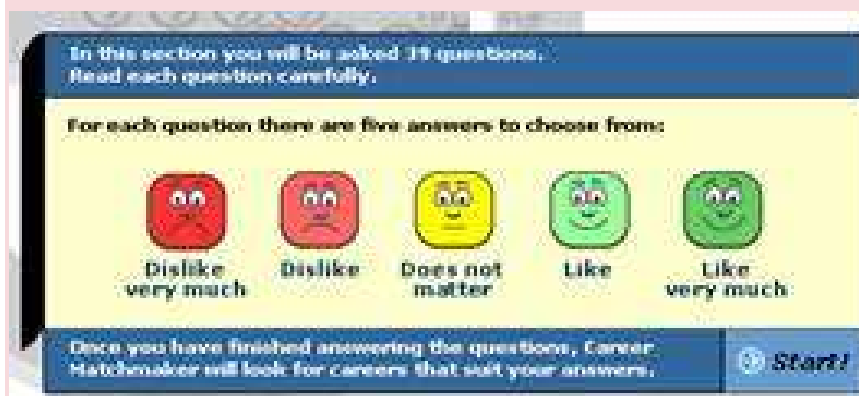 In this section you will be asked 39 questions.
Read each question carefully.
For each question there are five answers to choose from:
Dislike
very much
Dislike
Does not
matter
Like
Like
very much
Once you have finished answering the questions, Career
Matchmaker will look for careers that suit your answers.
Start!